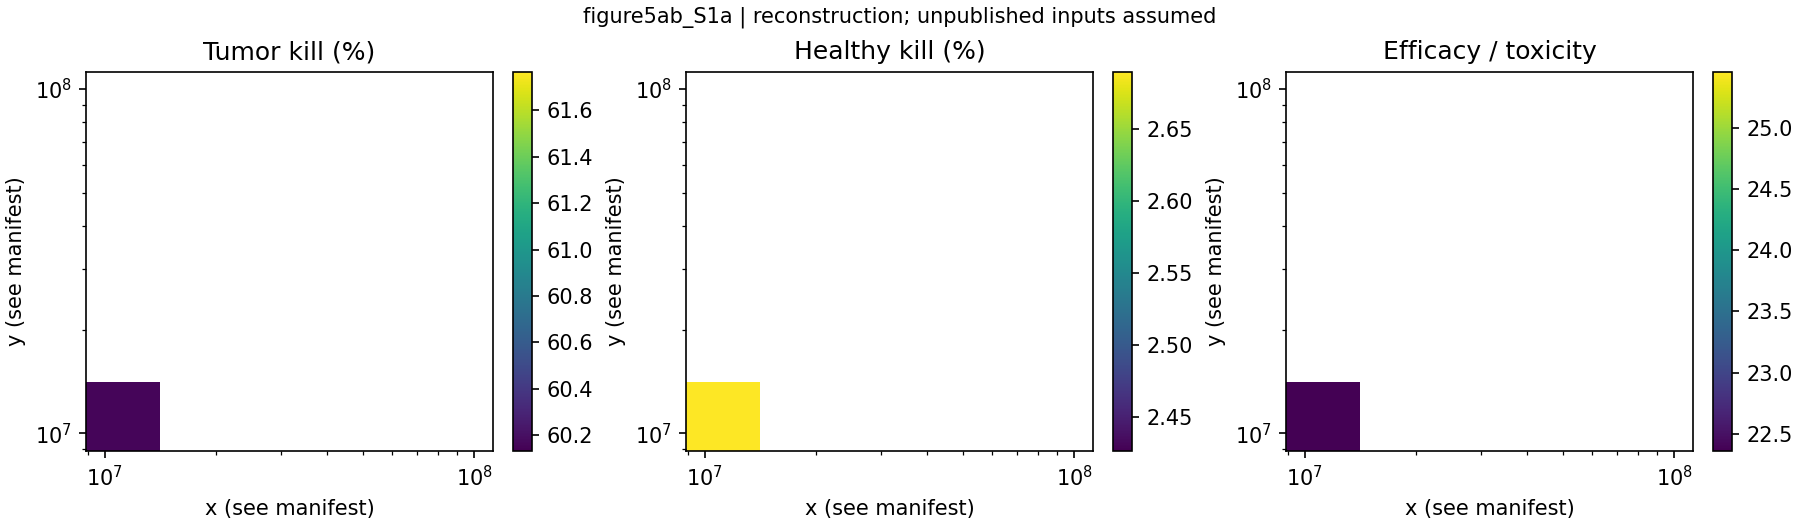 figure5ab_S1a | reconstruction; unpublished inputs assumed
Tumor kill (%)
10⁸
10⁷
y (see manifest)
10⁷ 10⁸
x (see manifest)
61.6
61.4
61.2
61.0
60.8
60.6
60.4
60.2
Healthy kill (%)
10⁸
10⁷
y (see manifest)
10⁷ 10⁸
x (see manifest)
2.65
2.60
2.55
2.50
2.45
Efficacy / toxicity
10⁸
10⁷
y (see manifest)
10⁷ 10⁸
x (see manifest)
25.0
24.5
24.0
23.5
23.0
22.5